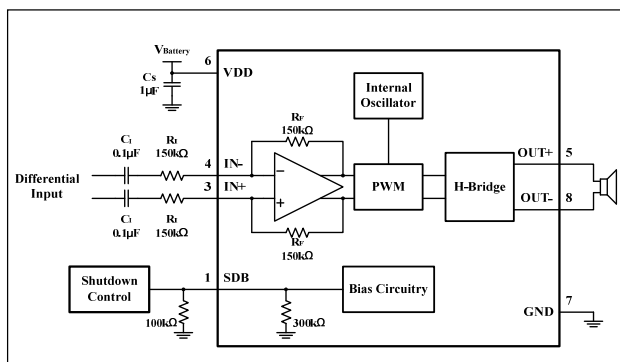 VBattery
6
VDD
Cs
1µF
Internal
Oscillator
RF
150kΩ
CI
0.1µF
RI
150kΩ
4
IN-
OUT+
5
Differential
Input
3
IN+
PWM
H-Bridge
OUT-
8
CI
0.1µF
RI
150kΩ
RF
150kΩ
Shutdown
Control
1
SDB
Bias Circuitry
100kΩ
300kΩ
GND
7